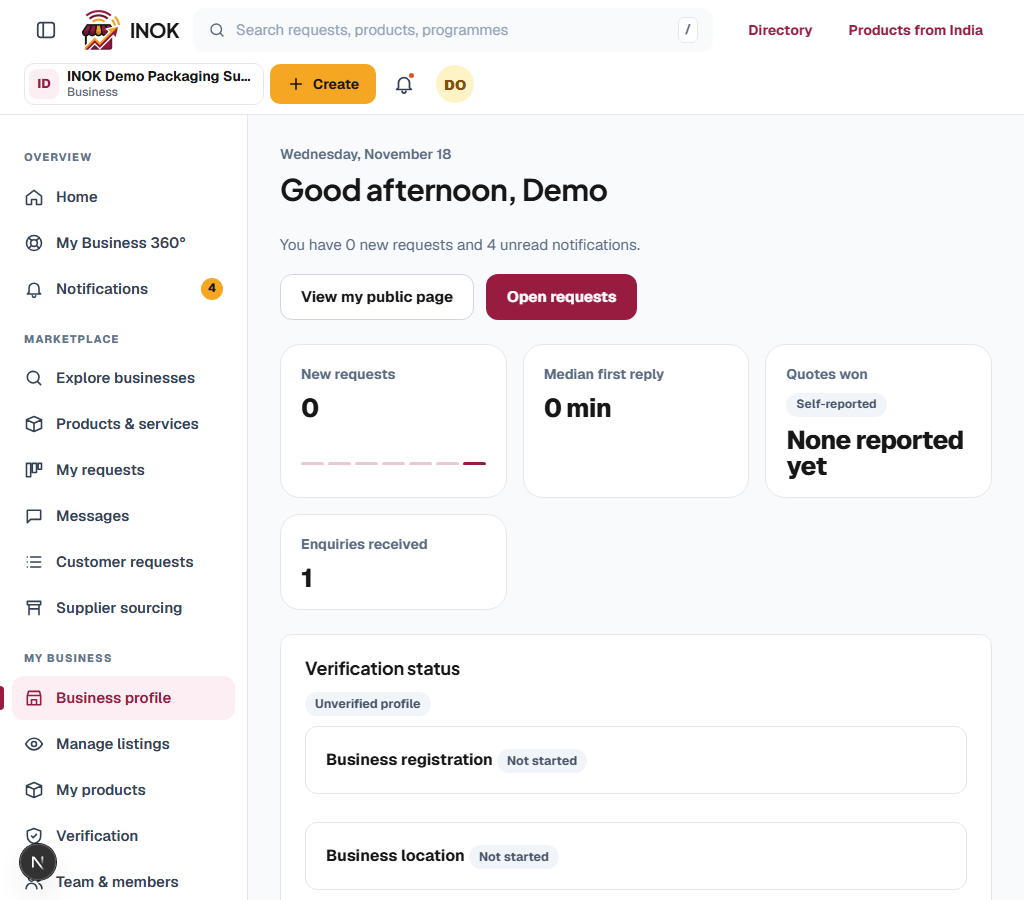 INOK
Search requests, products, programmes
/
Directory
Products from India
ID
INOK Demo Packaging Su...
Business
Create
DO
OVERVIEW
Home
My Business 360°
Notifications
4
MARKETPLACE
Explore businesses
Products & services
My requests
Messages
Customer requests
Supplier sourcing
MY BUSINESS
Business profile
Manage listings
My products
Verification
N
Team & members
Wednesday, November 18
Good afternoon, Demo
You have 0 new requests and 4 unread notifications.
View my public page
Open requests
New requests
0
Median first reply
0 min
Quotes won
Self-reported
None reported
yet
Enquiries received
1
Verification status
Unverified profile
Business registration Not started
Business location Not started